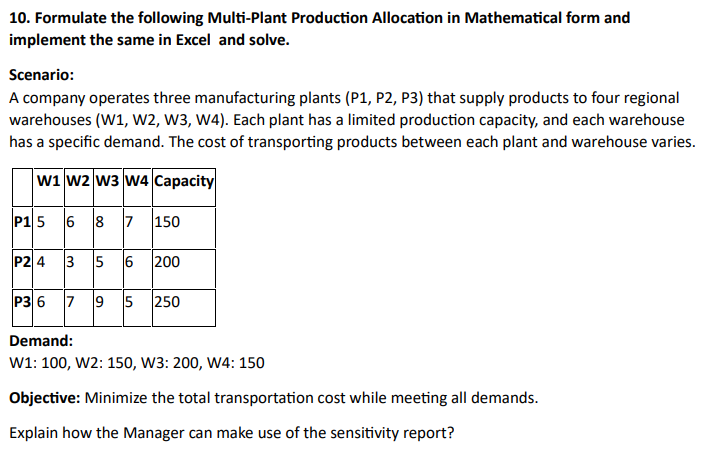 10. Formulate the following Multi-Plant Production Allocation in Mathematical form and
implement the same in Excel and solve.
Scenario:
A company operates three manufacturing plants (P1, P2, P3) that supply products to four regional
warehouses (W1, W2, W3, W4). Each plant has a limited production capacity, and each warehouse
has a specific demand. The cost of transporting products between each plant and warehouse varies.
W1 W2 W3 W4 Capacity
P1 5 6 8 7 150
P2 4 3 5 6 200
P3 6 7 9 5 250
Demand:
W1: 100, W2: 150, W3: 200, W4: 150
Objective: Minimize the total transportation cost while meeting all demands.
Explain how the Manager can make use of the sensitivity report?